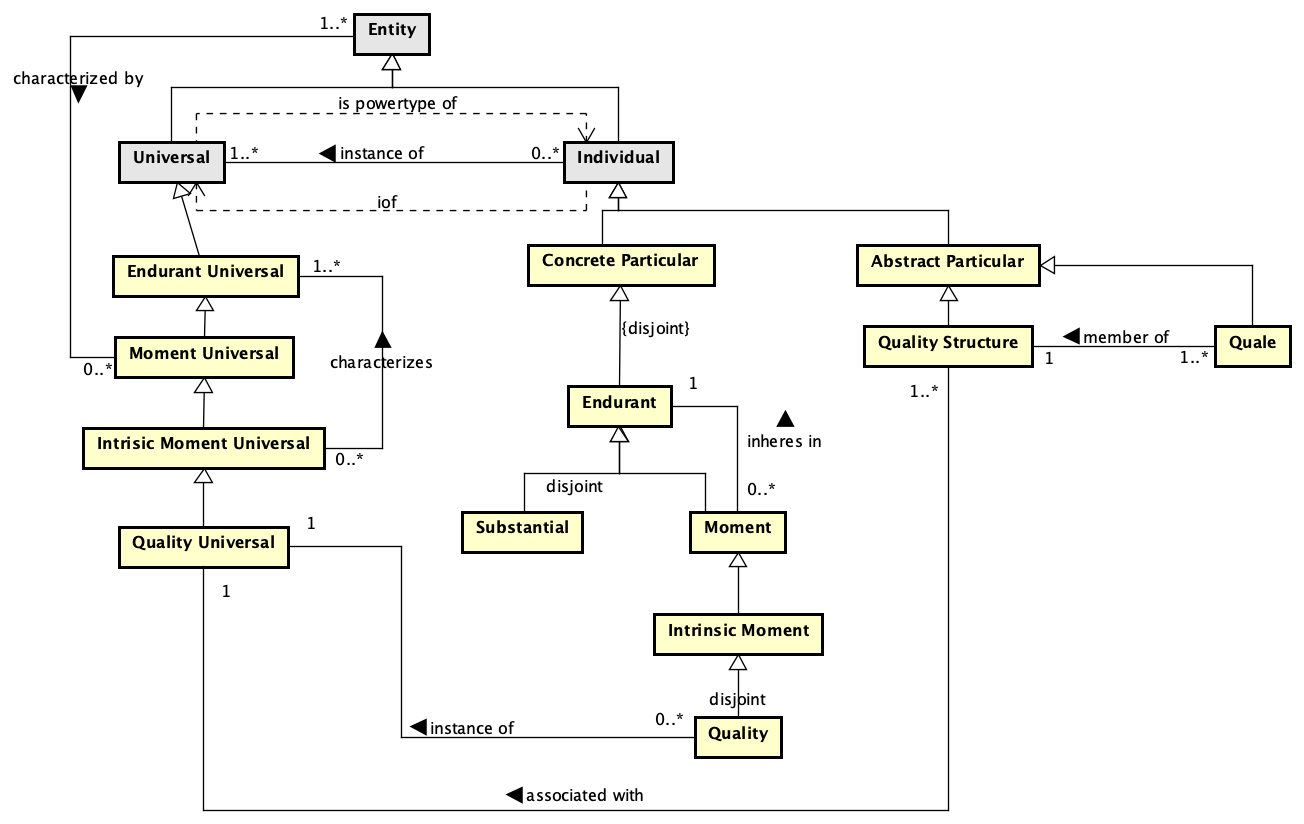 1..*
Entity
characterized by
is powertype of
Universal
1..*
instance of
0..*
Individual
iof
Endurant Universal
1..*
Concrete Particular
Abstract Particular
{disjoint}
Moment Universal
0..*
characterizes
Quality Structure
1
member of
1..*
Quale
Endurant
1
1..*
inheres in
Intrisic Moment Universal
0..*
disjoint
0..*
Substantial
Moment
Quality Universal
1
1
Intrinsic Moment
disjoint
instance of
0..*
Quality
associated with